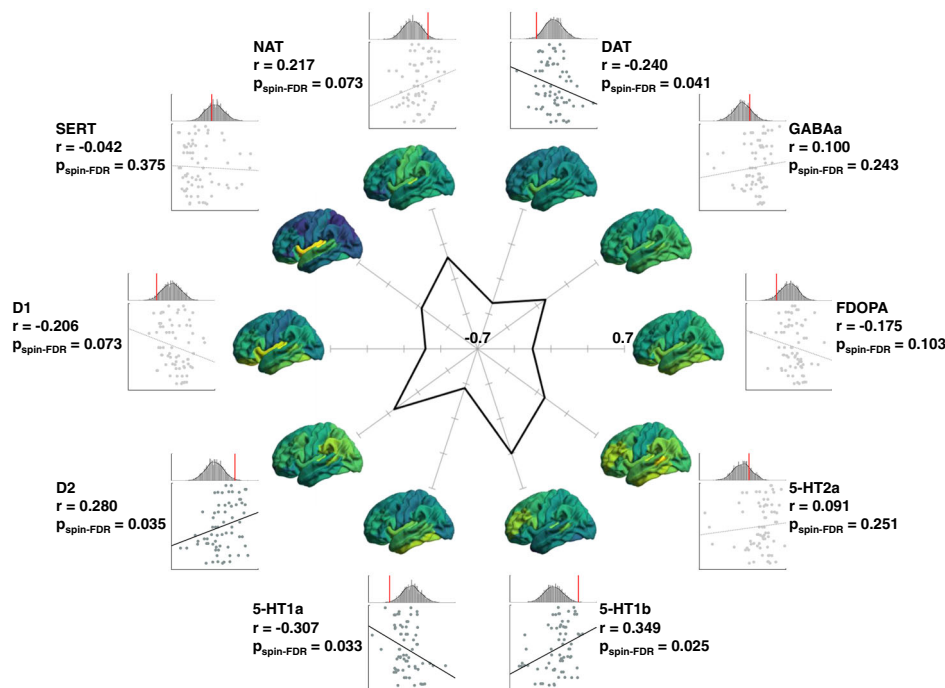 NAT
r = 0.217
pspin-FDR = 0.073
DAT
r = -0.240
pspin-FDR = 0.041
SERT
r = -0.042
pspin-FDR = 0.375
GABAa
r = 0.100
pspin-FDR = 0.243
D1
r = -0.206
pspin-FDR = 0.073
-0.7
0.7
FDOPA
r = -0.175
pspin-FDR = 0.103
D2
r = 0.280
pspin-FDR = 0.035
5-HT2a
r = 0.091
pspin-FDR = 0.251
5-HT1a
r = -0.307
pspin-FDR = 0.033
5-HT1b
r = 0.349
pspin-FDR = 0.025